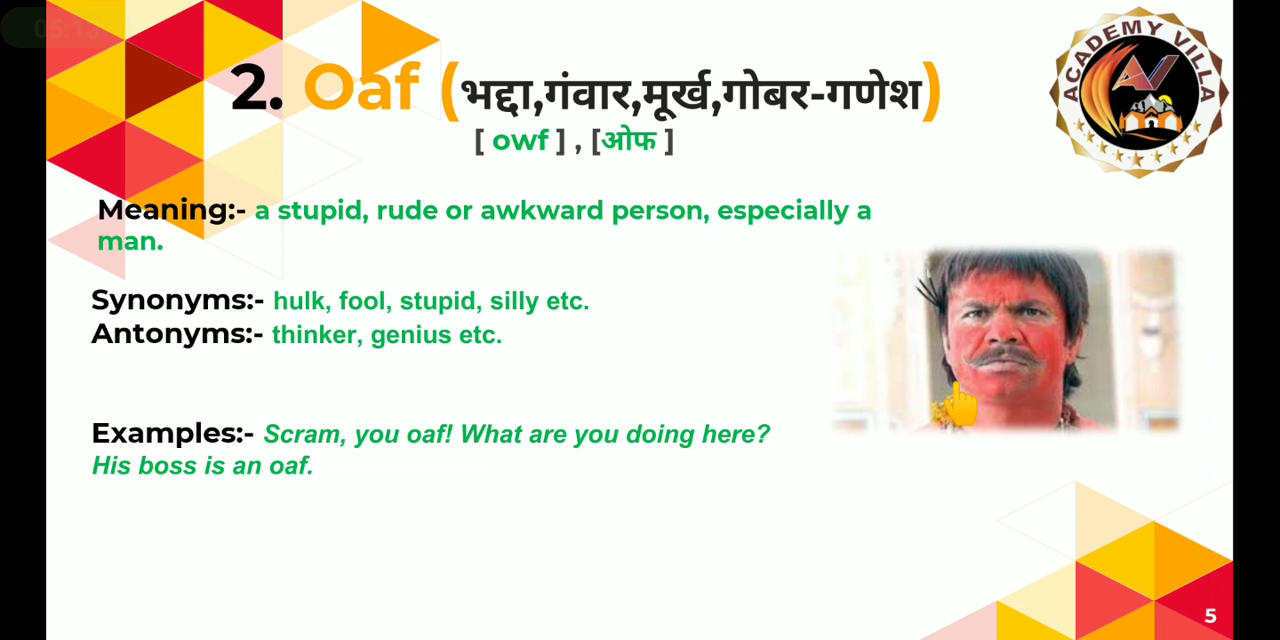 ACADEMY VILLA
2. Oaf (भद्दा,गंवार,मूर्ख,गोबर-गणेश)
[ owf ] , [ओफ ]
Meaning:- a stupid, rude or awkward person, especially a
man.
Synonyms:- hulk, fool, stupid, silly etc.
Antonyms:- thinker, genius etc.
Examples:- Scram, you oaf! What are you doing here?
His boss is an oaf.
5